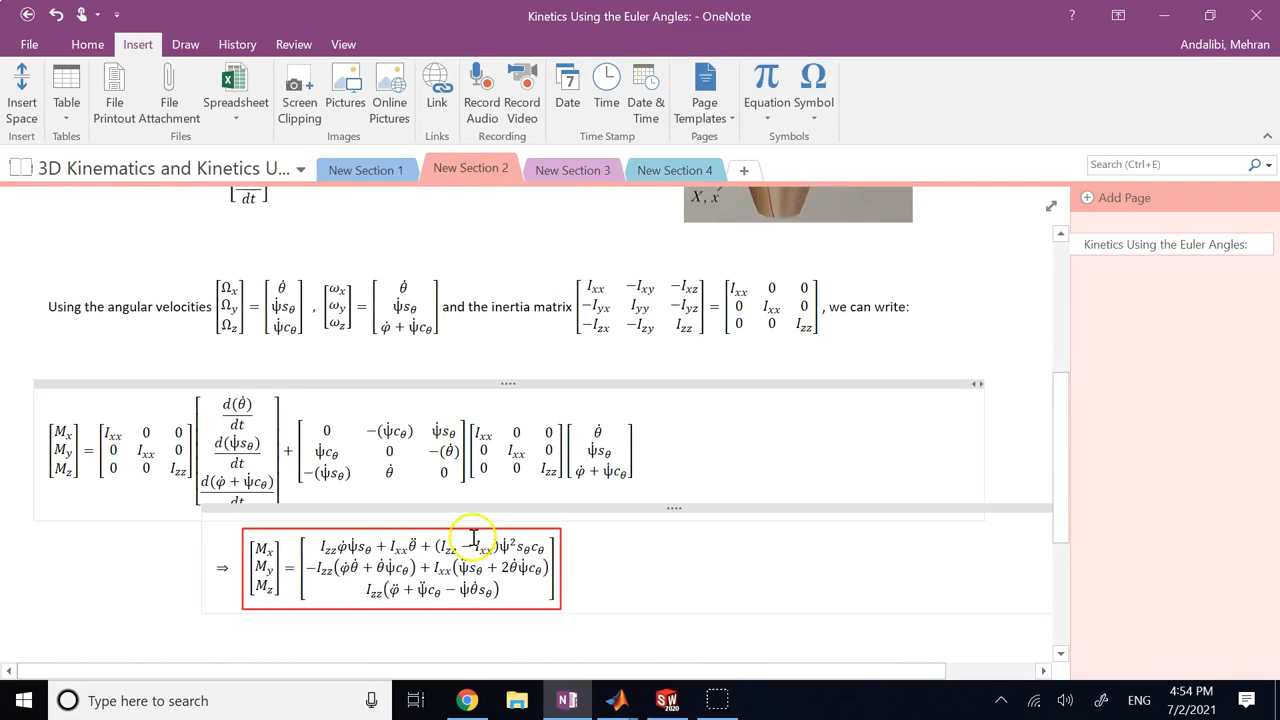 Kinetics Using the Euler Angles: - OneNote
File Home Insert Draw History Review View
Andalibi, Mehran
Insert Space
Table
File Printout
File Attachment
Spreadsheet
Screen Clipping
Pictures
Online Pictures
Link
Record Audio
Record Video
Date
Time
Date & Time
Page Templates
Equation
Symbol
Insert Tables Files Images Links Recording Time Stamp Pages Symbols
3D Kinematics and Kinetics U...
New Section 1
New Section 2
New Section 3
New Section 4
Search (Ctrl+E)
Add Page
Kinetics Using the Euler Angles:
dt
X, x
Using the angular velocities [Ωx Ωy Ωz] = [θ̇ ψ̇sθ ψ̇cθ] , [ωx ωy ωz] = [θ̇ ψ̇sθ φ̇ + ψ̇cθ] and the inertia matrix [Ixx −Ixy −Ixz −Iyx Iyy −Iyz −Izx −Izy Izz] = [Ixx 0 0 0 Ixx 0 0 0 Izz] , we can write:
[Mx My Mz] = [Ixx 0 0 0 Ixx 0 0 0 Izz] [d(θ̇)/dt d(ψ̇sθ)/dt d(φ̇ + ψ̇cθ)/dt] + [0 −(ψ̇cθ) ψ̇sθ ψ̇cθ 0 −(θ̇) −(ψ̇sθ) θ̇ 0] [Ixx 0 0 0 Ixx 0 0 0 Izz] [θ̇ ψ̇sθ φ̇ + ψ̇cθ]
⇒ [Mx My Mz] = [Izzφ̇ψ̇sθ + Ixxθ̈ + (Izz − Ixx)ψ̇²sθcθ
−Izz(φ̇θ̇ + θ̇ψ̇cθ) + Ixx(ψ̈sθ + 2θ̇ψ̇cθ)
Izz(φ̈ + ψ̈cθ − ψ̇θ̇sθ)]
Type here to search
ENG
4:54 PM
7/2/2021